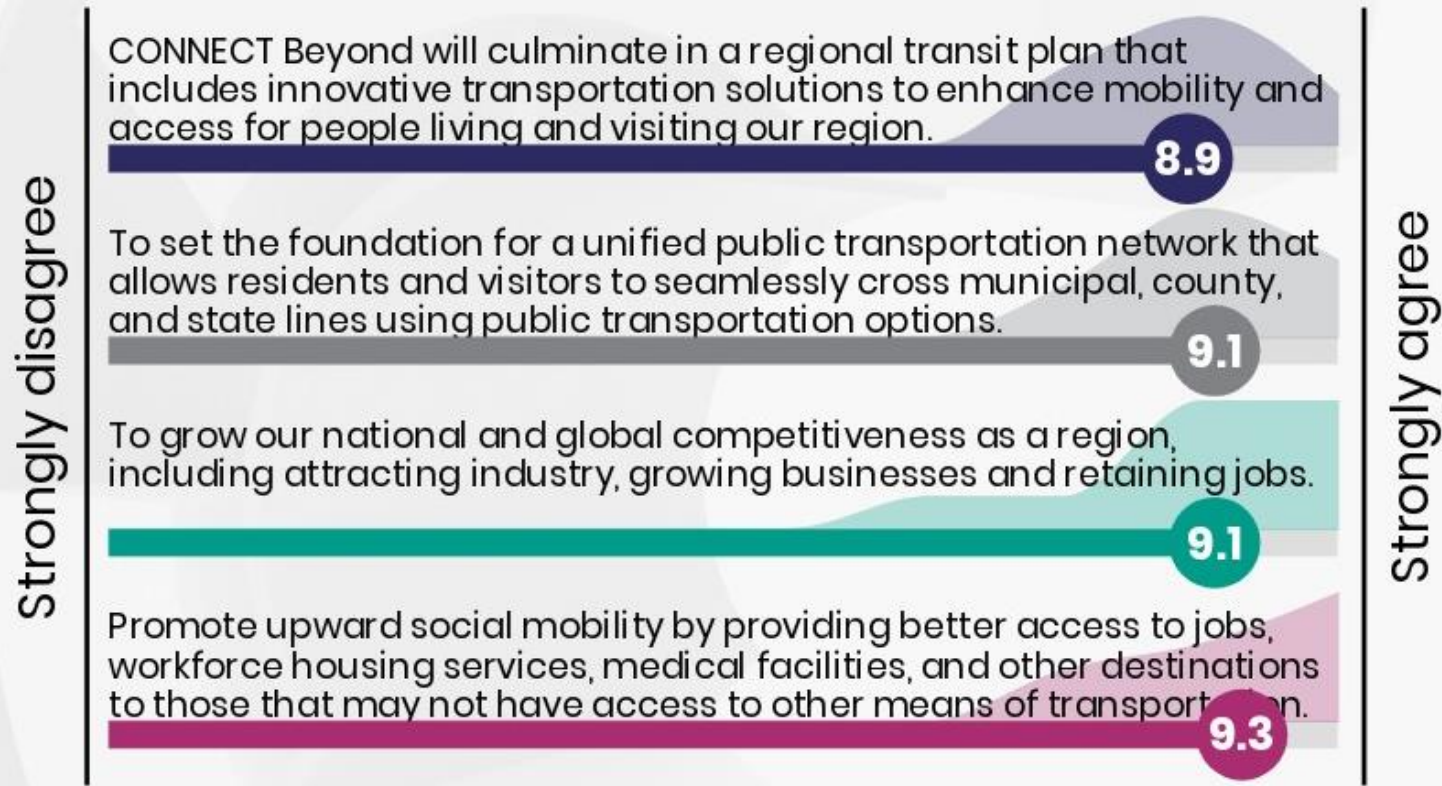 Strongly disagree
CONNECT Beyond will culminate in a regional transit plan that
includes innovative transportation solutions to enhance mobility and
access for people living and visiting our region.
8.9
To set the foundation for a unified public transportation network that
allows residents and visitors to seamlessly cross municipal, county,
and state lines using public transportation options.
9.1
To grow our national and global competitiveness as a region,
including attracting industry, growing businesses and retaining jobs.
9.1
Promote upward social mobility by providing better access to jobs,
workforce housing services, medical facilities, and other destinations
to those that may not have access to other means of
9.3
Strongly agree